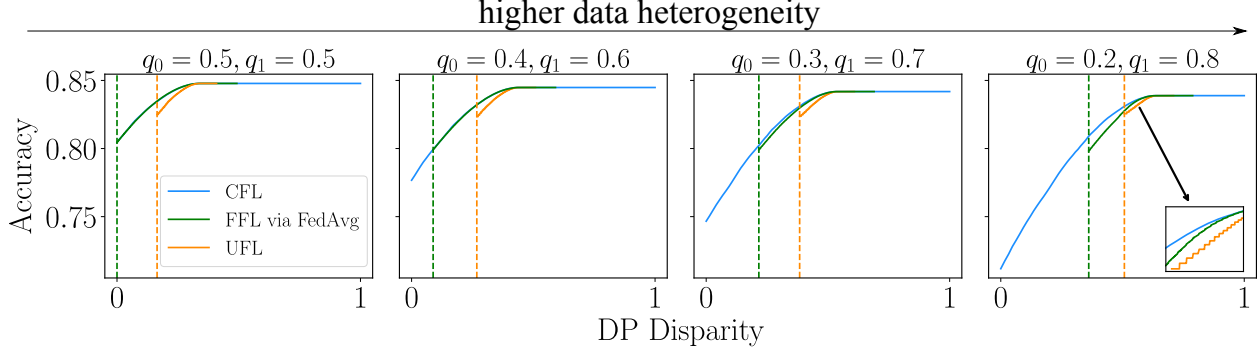 higher data heterogeneity
q₀ = 0.5, q₁ = 0.5
q₀ = 0.4, q₁ = 0.6
q₀ = 0.3, q₁ = 0.7
q₀ = 0.2, q₁ = 0.8
0.85
0.80
0.75
Accuracy
CFL
FFL via FedAvg
UFL
0 1
0 1
0 1
0 1
DP Disparity